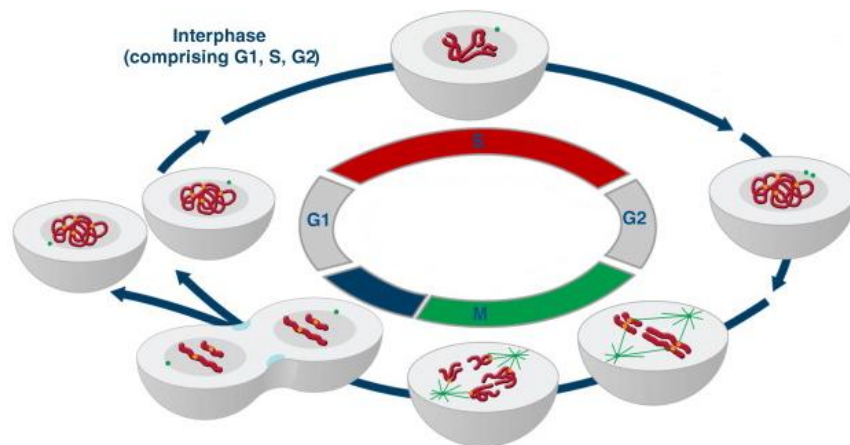 Interphase
(comprising G1, S, G2)
S
G1
G2
M